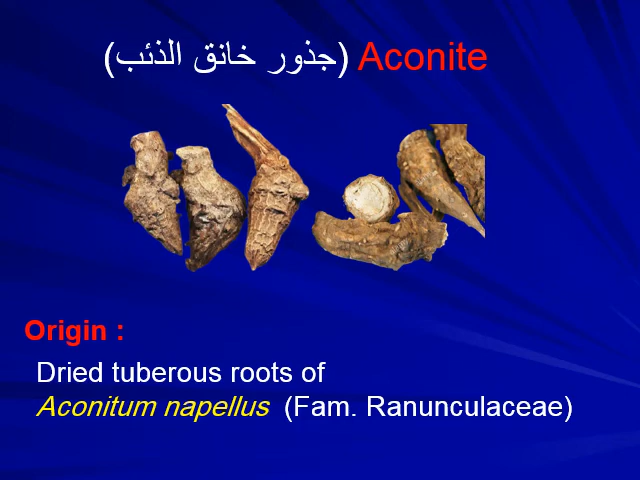 Aconite (جذور خانق الذئب)
Origin :
Dried tuberous roots of
Aconitum napellus (Fam. Ranunculaceae)